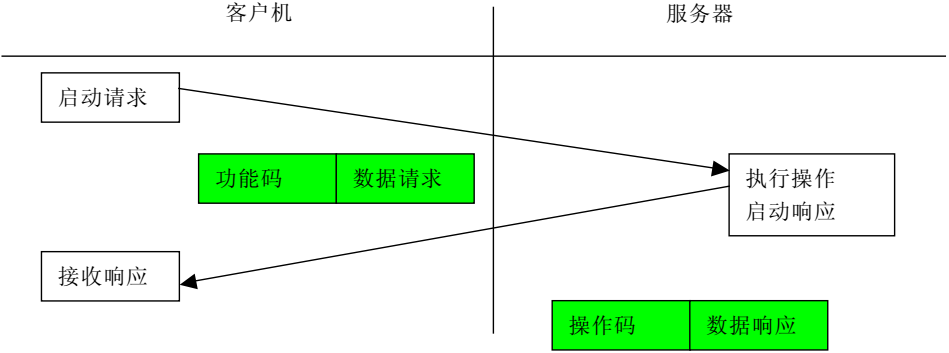 客户机
服务器
启动请求
功能码
数据请求
执行操作
启动响应
接收响应
操作码
数据响应